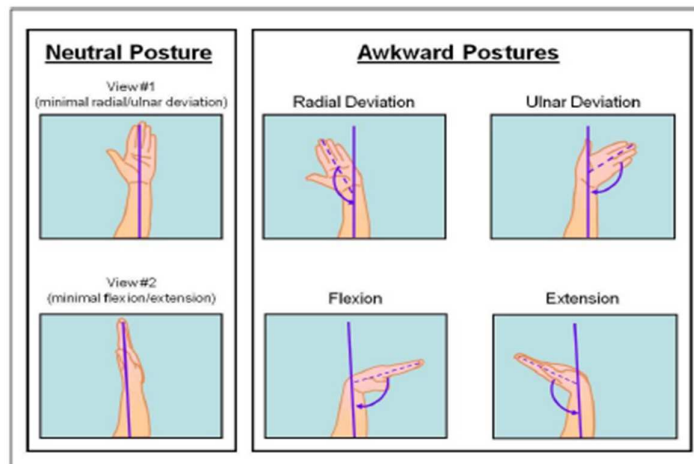 Neutral Posture
View #1
(minimal radial/ulnar deviation)
View #2
(minimal flexion/extension)
Awkward Postures
Radial Deviation
Ulnar Deviation
Flexion
Extension